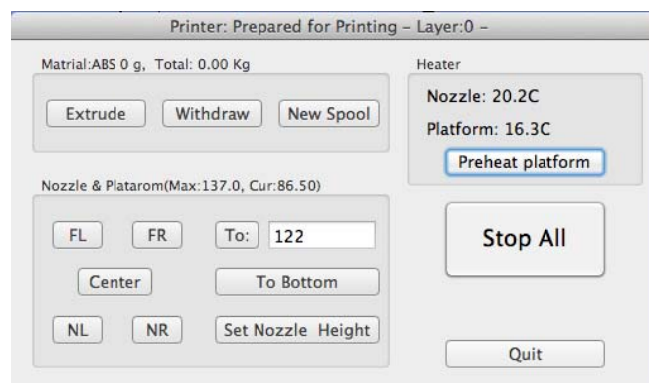 Printer: Prepared for Printing – Layer:0 –
Matrial:ABS 0 g, Total: 0.00 Kg
Extrude Withdraw New Spool
Heater
Nozzle: 20.2C
Platform: 16.3C
Preheat platform
Nozzle & Platarom(Max:137.0, Cur:86.50)
FL FR To: 122
Center To Bottom
NL NR Set Nozzle Height
Stop All
Quit